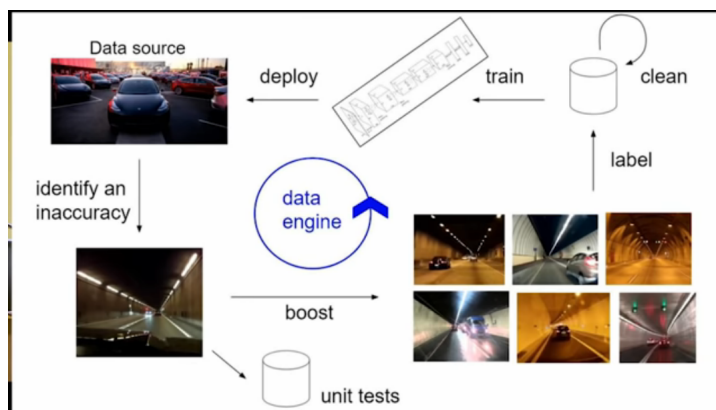 Data source
deploy
train
clean
label
identify an
inaccuracy
data
engine
boost
unit tests